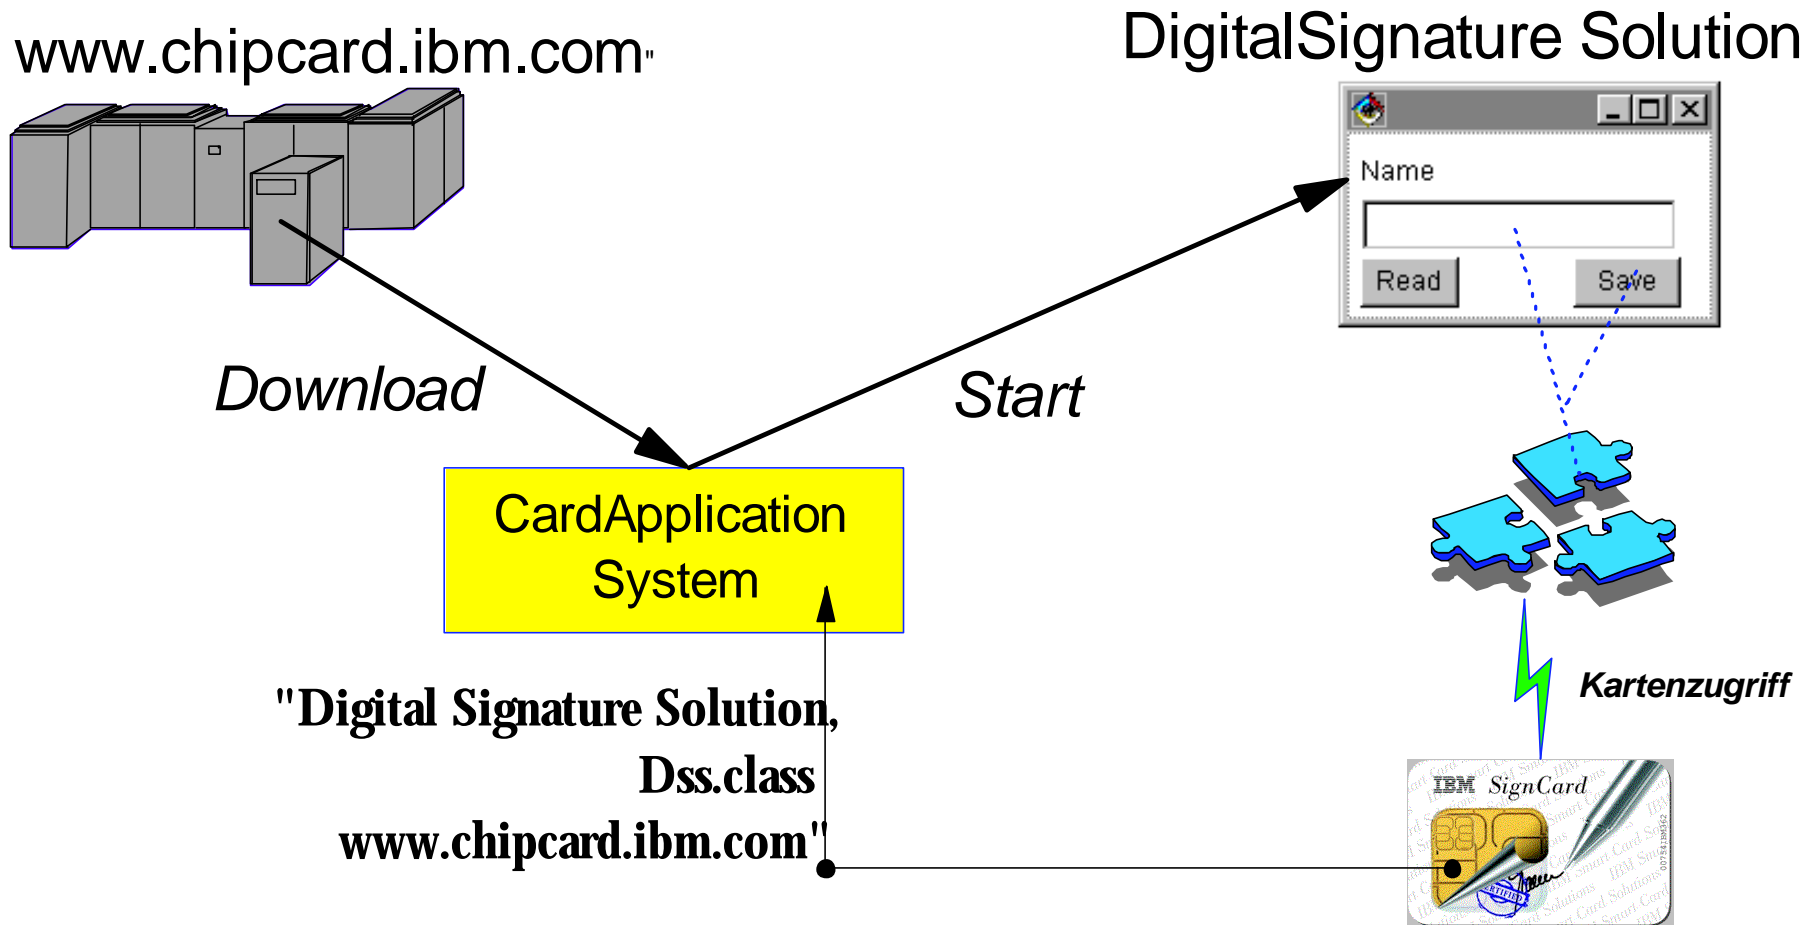 www.chipcard.ibm.com"
DigitalSignature Solution
Name
Read
Save
Download
Start
CardApplication
System
"Digital Signature Solution,
Dss.class
www.chipcard.ibm.com"
Kartenzugriff
IBM SignCard
CERTIFIED